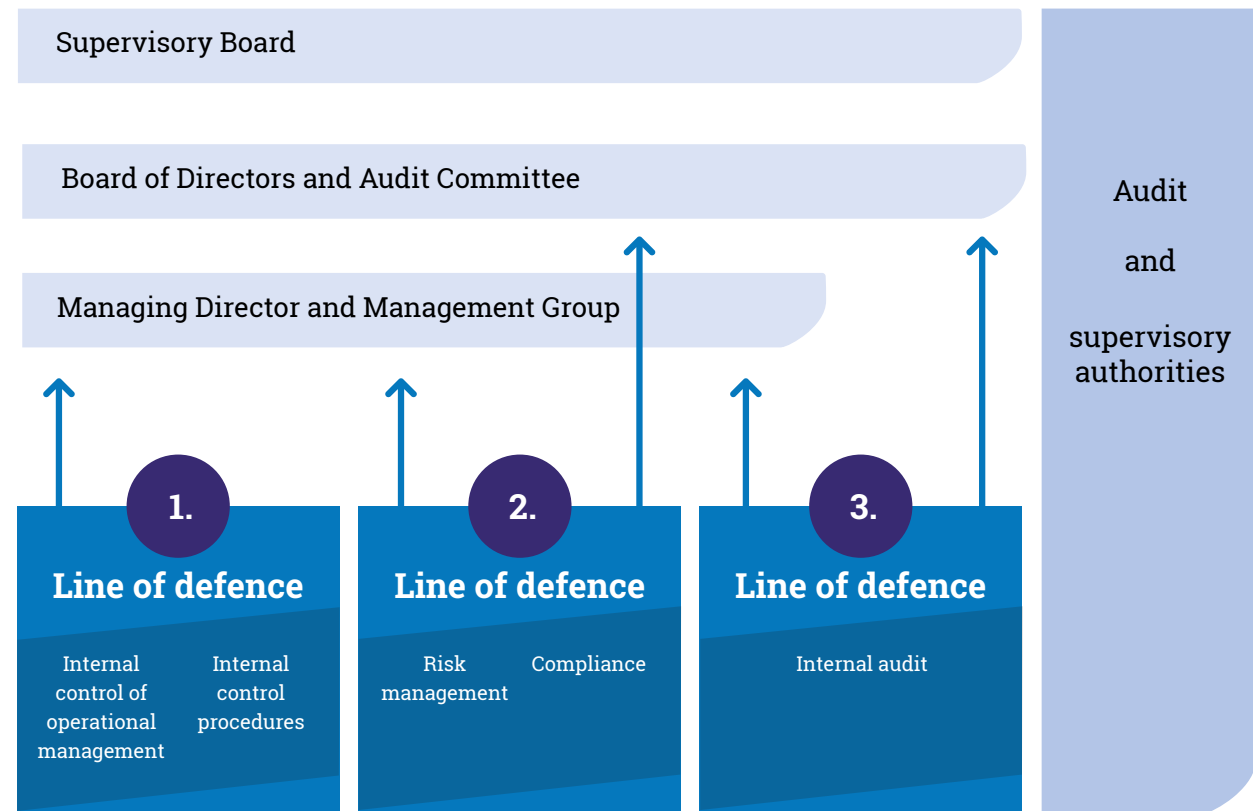 Supervisory Board
Board of Directors and Audit Committee
Managing Director and Management Group
Audit
and
supervisory
authorities
1.
Line of defence
Internal
control of
operational
management
Internal
control
procedures
2.
Line of defence
Risk
management
Compliance
3.
Line of defence
Internal audit